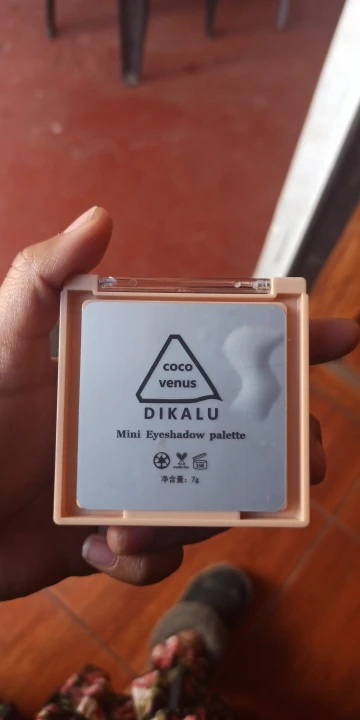 coco
venus
DIKALU
Mini Eyeshadow palette
净含量：7g